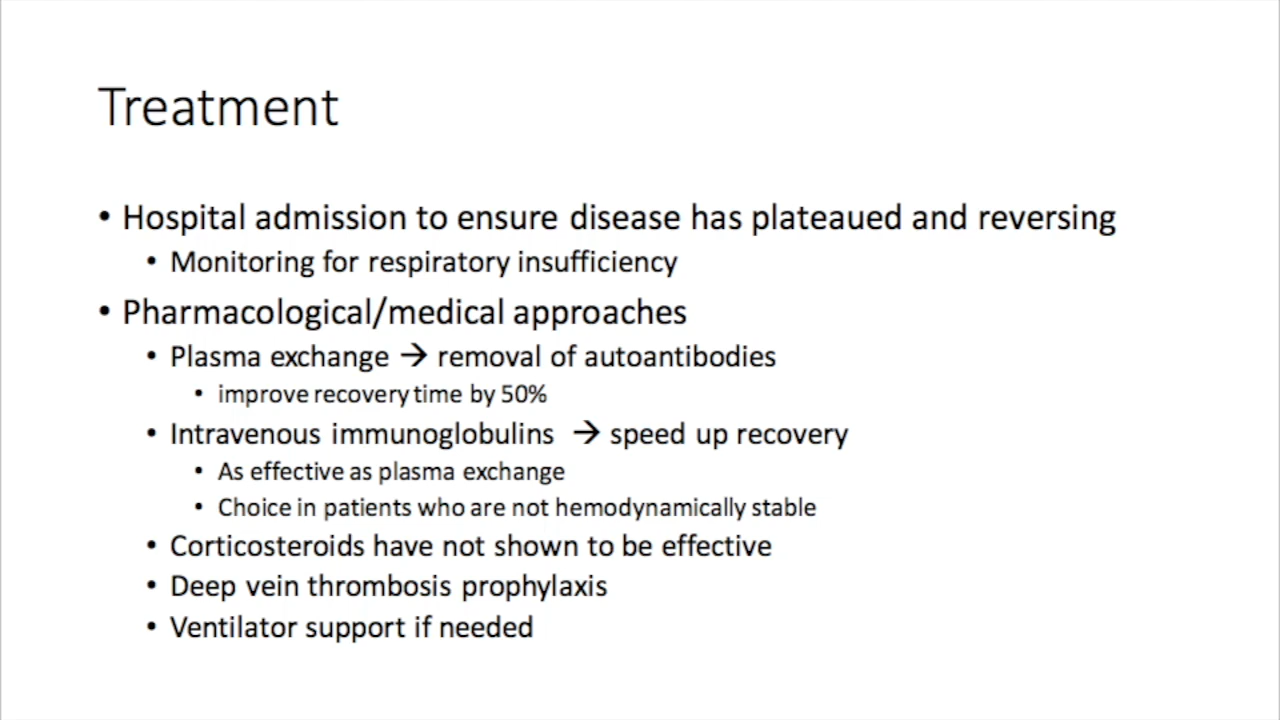 Treatment
• Hospital admission to ensure disease has plateaued and reversing
• Monitoring for respiratory insufficiency
• Pharmacological/medical approaches
• Plasma exchange → removal of autoantibodies
• improve recovery time by 50%
• Intravenous immunoglobulins → speed up recovery
• As effective as plasma exchange
• Choice in patients who are not hemodynamically stable
• Corticosteroids have not shown to be effective
• Deep vein thrombosis prophylaxis
• Ventilator support if needed